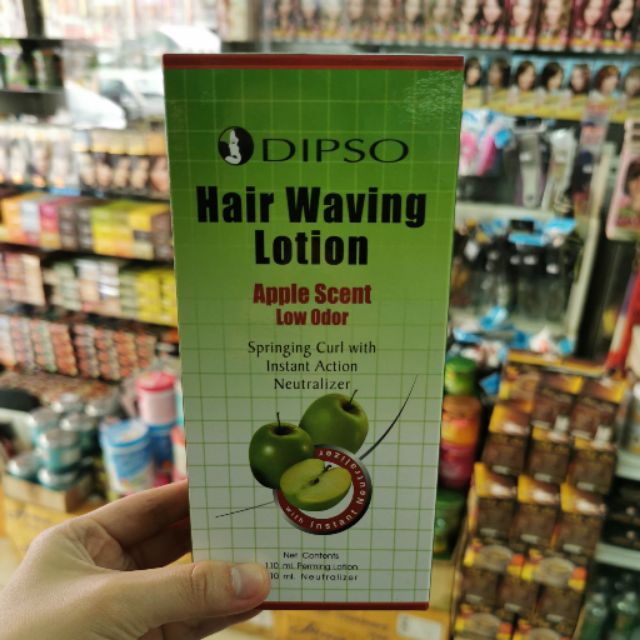 DIPSO
Hair Waving
Lotion
Apple Scent
Low Odor
Springing Curl with
Instant Action
Neutralizer
with Instant Neutralizer
Net Contents
110 ml. Perming Lotion
110 ml. Neutralizer